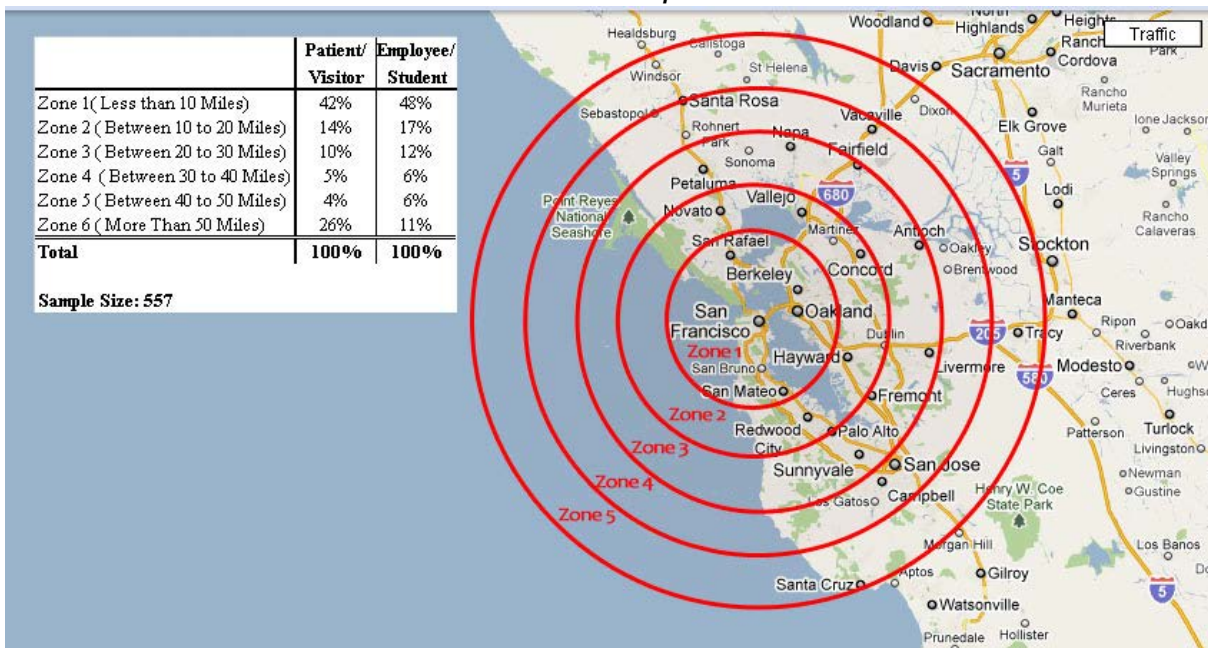 Patient/ Employee/
Visitor Student
Zone 1( Less than 10 Miles) 42% 48%
Zone 2 ( Between 10 to 20 Miles) 14% 17%
Zone 3 ( Between 20 to 30 Miles) 10% 12%
Zone 4 ( Between 30 to 40 Miles) 5% 6%
Zone 5 ( Between 40 to 50 Miles) 4% 6%
Zone 6 ( More Than 50 Miles) 26% 11%
Total 100% 100%
Sample Size: 557
Traffic
Woodland
North
Highlands
Heights
Rancho
Cordova
Park
Healdsburg
Calistoga
St Helena
Davis
Sacramento
Windsor
Rancho
Murieta
Santa Rosa
Sebastopol
Vacaville
Dixon
Elk Grove
Ione
Jackson
Rohnert
Park
Napa
Fairfield
Galt
Sonoma
Valley
Springs
5
Petaluma
680
Lodi
Point Reyes
National
Seashore
Novato
Vallejo
Rancho
Calaveras
Martinez
Antioch
Oakley
Stockton
San Rafael
Concord
Brentwood
Berkeley
Manteca
San
Francisco
Oakland
Ripon
Dublin
205
Tracy
Riverbank
Zone 1
Hayward
Livermore
580
Modesto
San Bruno
Ceres
San Mateo
Fremont
Zone 2
Redwood
City
Palo Alto
Patterson
Turlock
Livingston
Zone 3
Sunnyvale
San Jose
Newman
Zone 4
Los Gatos
Campbell
Henry W. Coe
State Park
Gustine
Zone 5
Morgan Hill
Los Banos
Santa Cruz
Aptos
Gilroy
5
Watsonville
Prunedale
Hollister